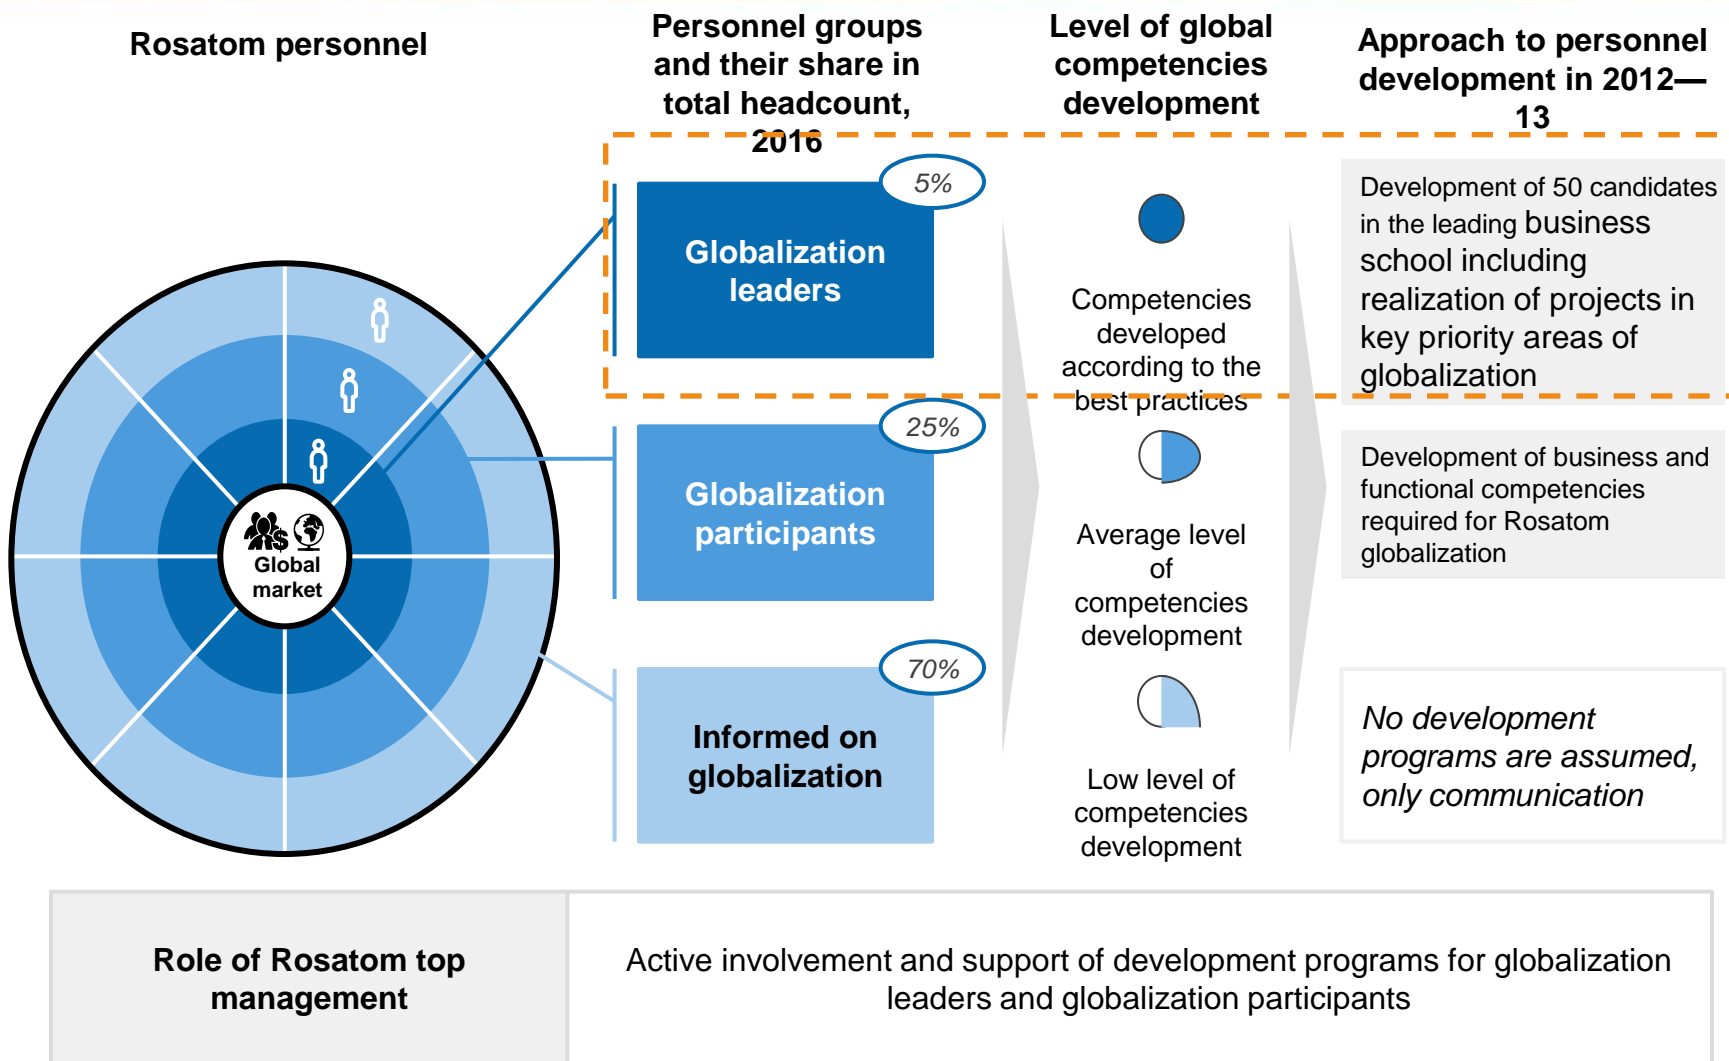 Rosatom personnel
Personnel groups
and their share in
total headcount,
2016
Level of global
competencies
development
Approach to personnel
development in 2012—
13
5%
Globalization
leaders
Competencies
developed
according to the
best practices
Development of 50 candidates
in the leading business
school including
realization of projects in
key priority areas of
globalization
25%
Globalization
participants
Average level
of
competencies
development
Development of business and
functional competencies
required for Rosatom
globalization
$
Global
market
70%
Informed on
globalization
Low level of
competencies
development
No development
programs are assumed,
only communication
Role of Rosatom top
management
Active involvement and support of development programs for globalization
leaders and globalization participants